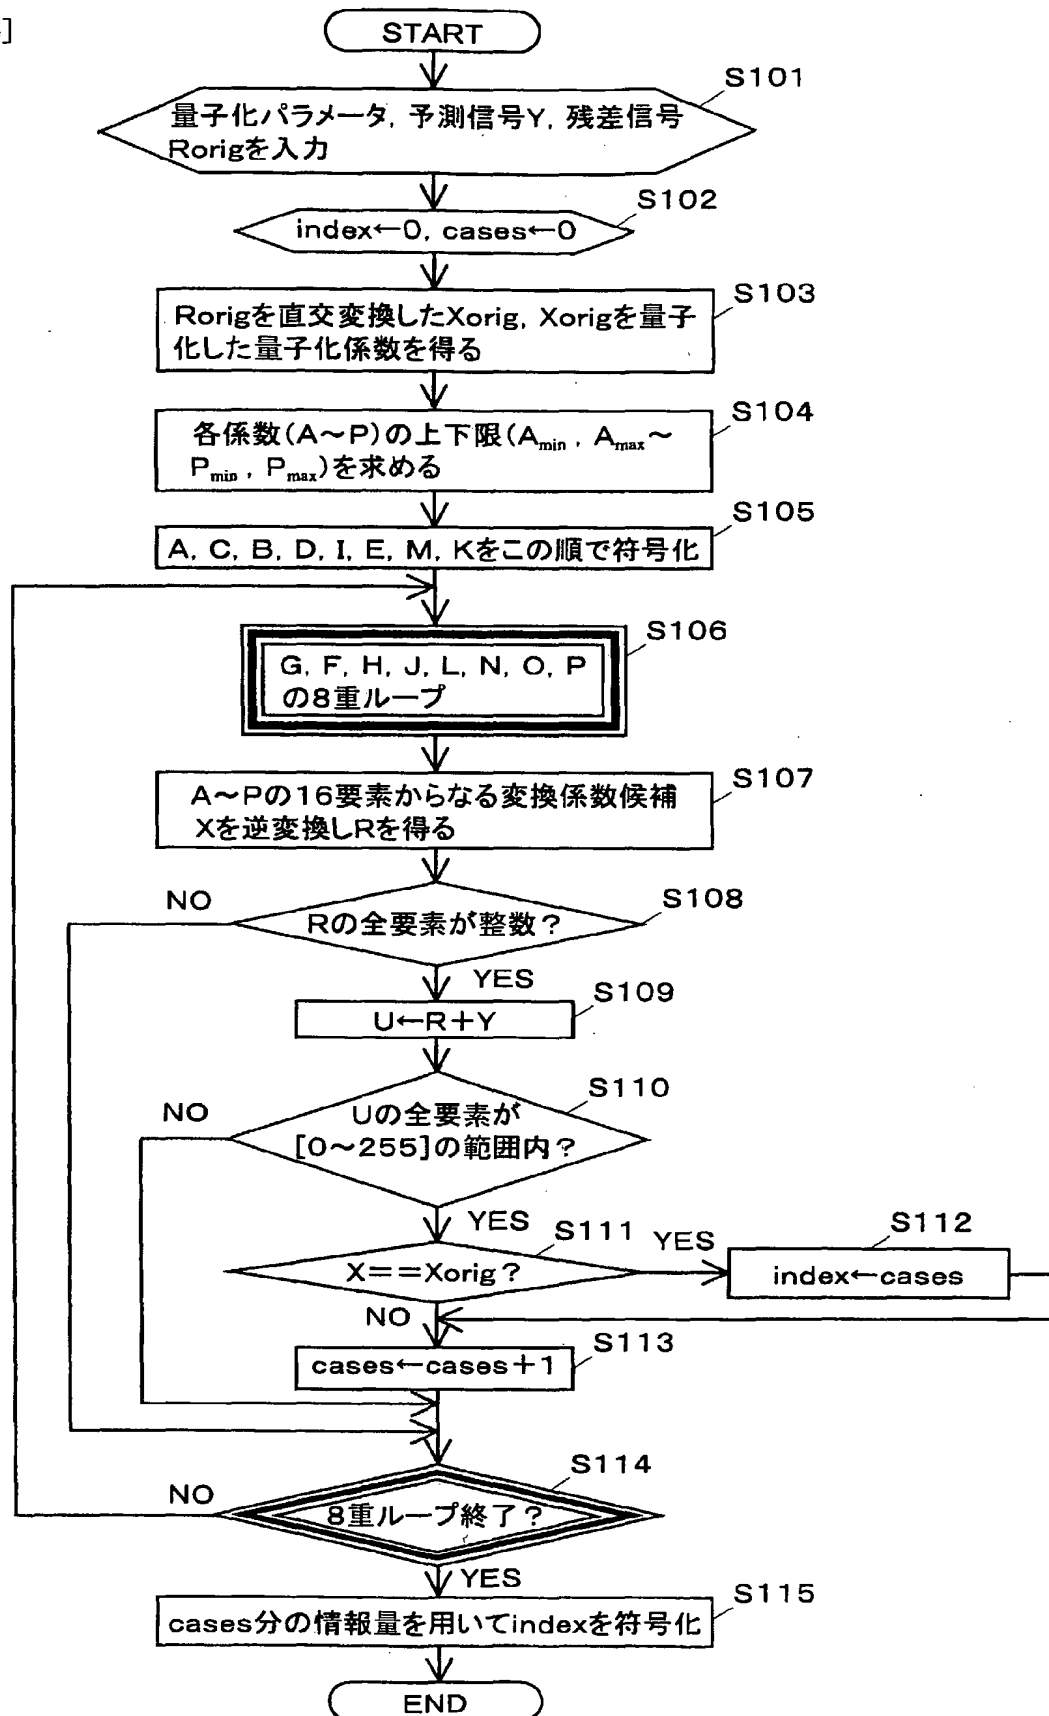 ]
START
S101
量子化パラメータ, 予測信号Y, 残差信号
Rorigを入力
S102
index←0, cases←0
S103
Rorigを直交変換したXorig, Xorigを量子
化した量子化係数を得る
S104
各係数(A～P)の上下限(Amin , Amax～
Pmin , Pmax)を求める
S105
A, C, B, D, I, E, M, Kをこの順で符号化
S106
G, F, H, J, L, N, O, P
の8重ループ
S107
A～Pの16要素からなる変換係数候補
Xを逆変換しRを得る
S108
NO
Rの全要素が整数?
YES
S109
U←R+Y
S110
NO
Uの全要素が
[0～255]の範囲内?
YES
S111
YES
S112
X==Xorig?
index←cases
NO
S113
cases←cases+1
S114
NO
8重ループ終了?
YES
S115
cases分の情報量を用いてindexを符号化
END